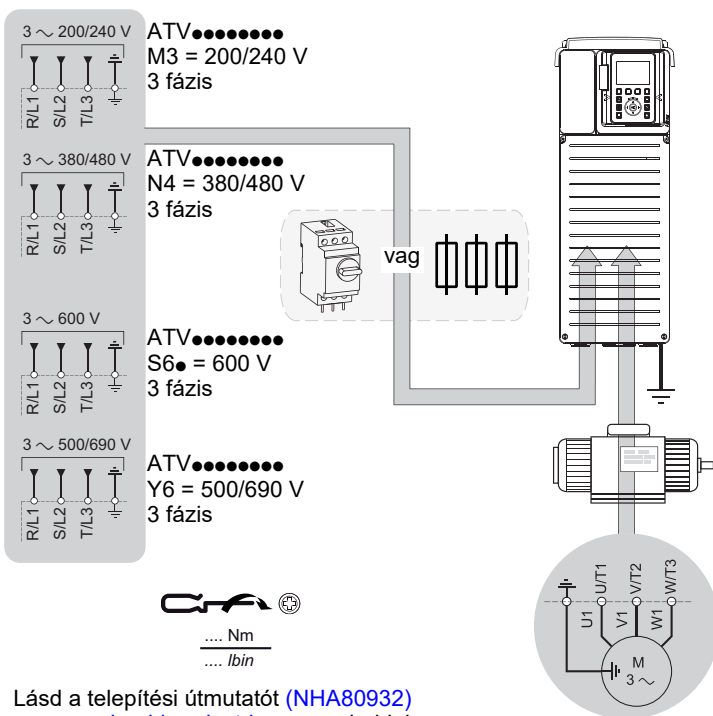 3 ~ 200/240 V
R/L1
S/L2
T/L3
ATV●●●●●●●●
M3 = 200/240 V
3 fázis
3 ~ 380/480 V
R/L1
S/L2
T/L3
ATV●●●●●●●●
N4 = 380/480 V
3 fázis
vag
3 ~ 600 V
R/L1
S/L2
T/L3
ATV●●●●●●●●
S6● = 600 V
3 fázis
3 ~ 500/690 V
R/L1
S/L2
T/L3
ATV●●●●●●●●
Y6 = 500/690 V
3 fázis
U/T1
V/T2
W/T3
U1
V1
W1
M
3 ~
.... Nm
.... lbin
Lásd a telepítési útmutatót (NHA80932)